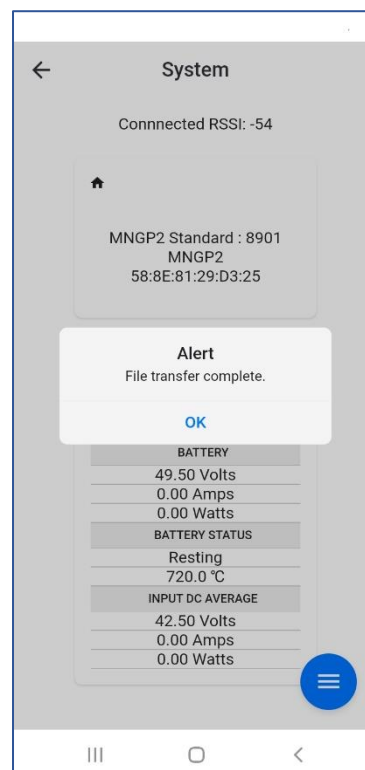 System
Connnected RSSI: -54
MNGP2 Standard : 8901
MNGP2
58:8E:81:29:D3:25
Alert
File transfer complete.
OK
BATTERY
49.50 Volts
0.00 Amps
0.00 Watts
BATTERY STATUS
Resting
720.0 °C
INPUT DC AVERAGE
42.50 Volts
0.00 Amps
0.00 Watts